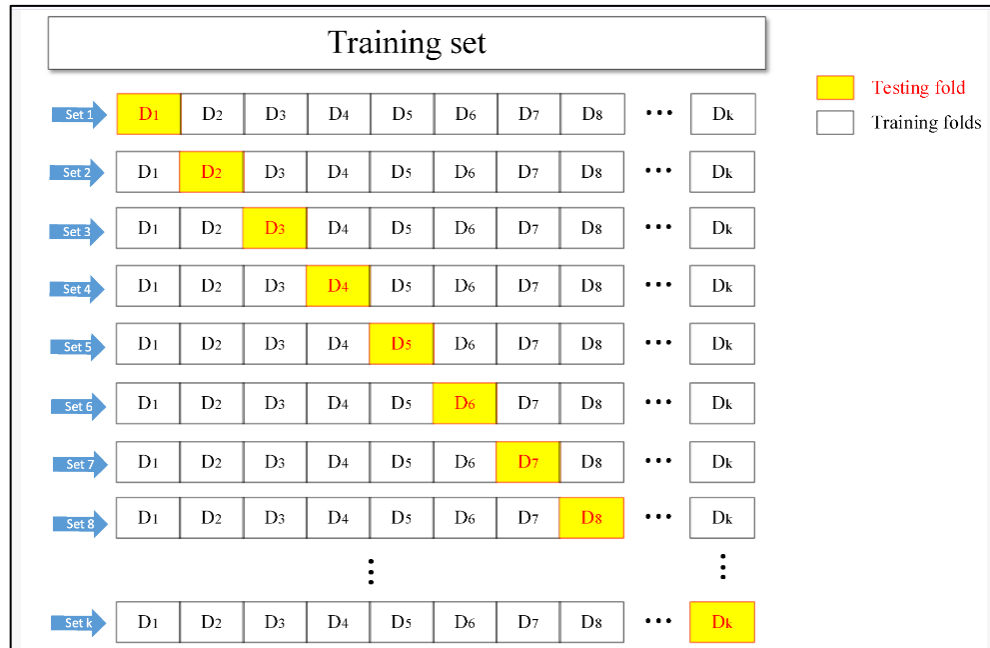 Training set
Testing fold
Training folds
Set 1 D1 D2 D3 D4 D5 D6 D7 D8 ••• Dk
Set 2 D1 D2 D3 D4 D5 D6 D7 D8 ••• Dk
Set 3 D1 D2 D3 D4 D5 D6 D7 D8 ••• Dk
Set 4 D1 D2 D3 D4 D5 D6 D7 D8 ••• Dk
Set 5 D1 D2 D3 D4 D5 D6 D7 D8 ••• Dk
Set 6 D1 D2 D3 D4 D5 D6 D7 D8 ••• Dk
Set 7 D1 D2 D3 D4 D5 D6 D7 D8 ••• Dk
Set 8 D1 D2 D3 D4 D5 D6 D7 D8 ••• Dk
Set k D1 D2 D3 D4 D5 D6 D7 D8 ••• Dk